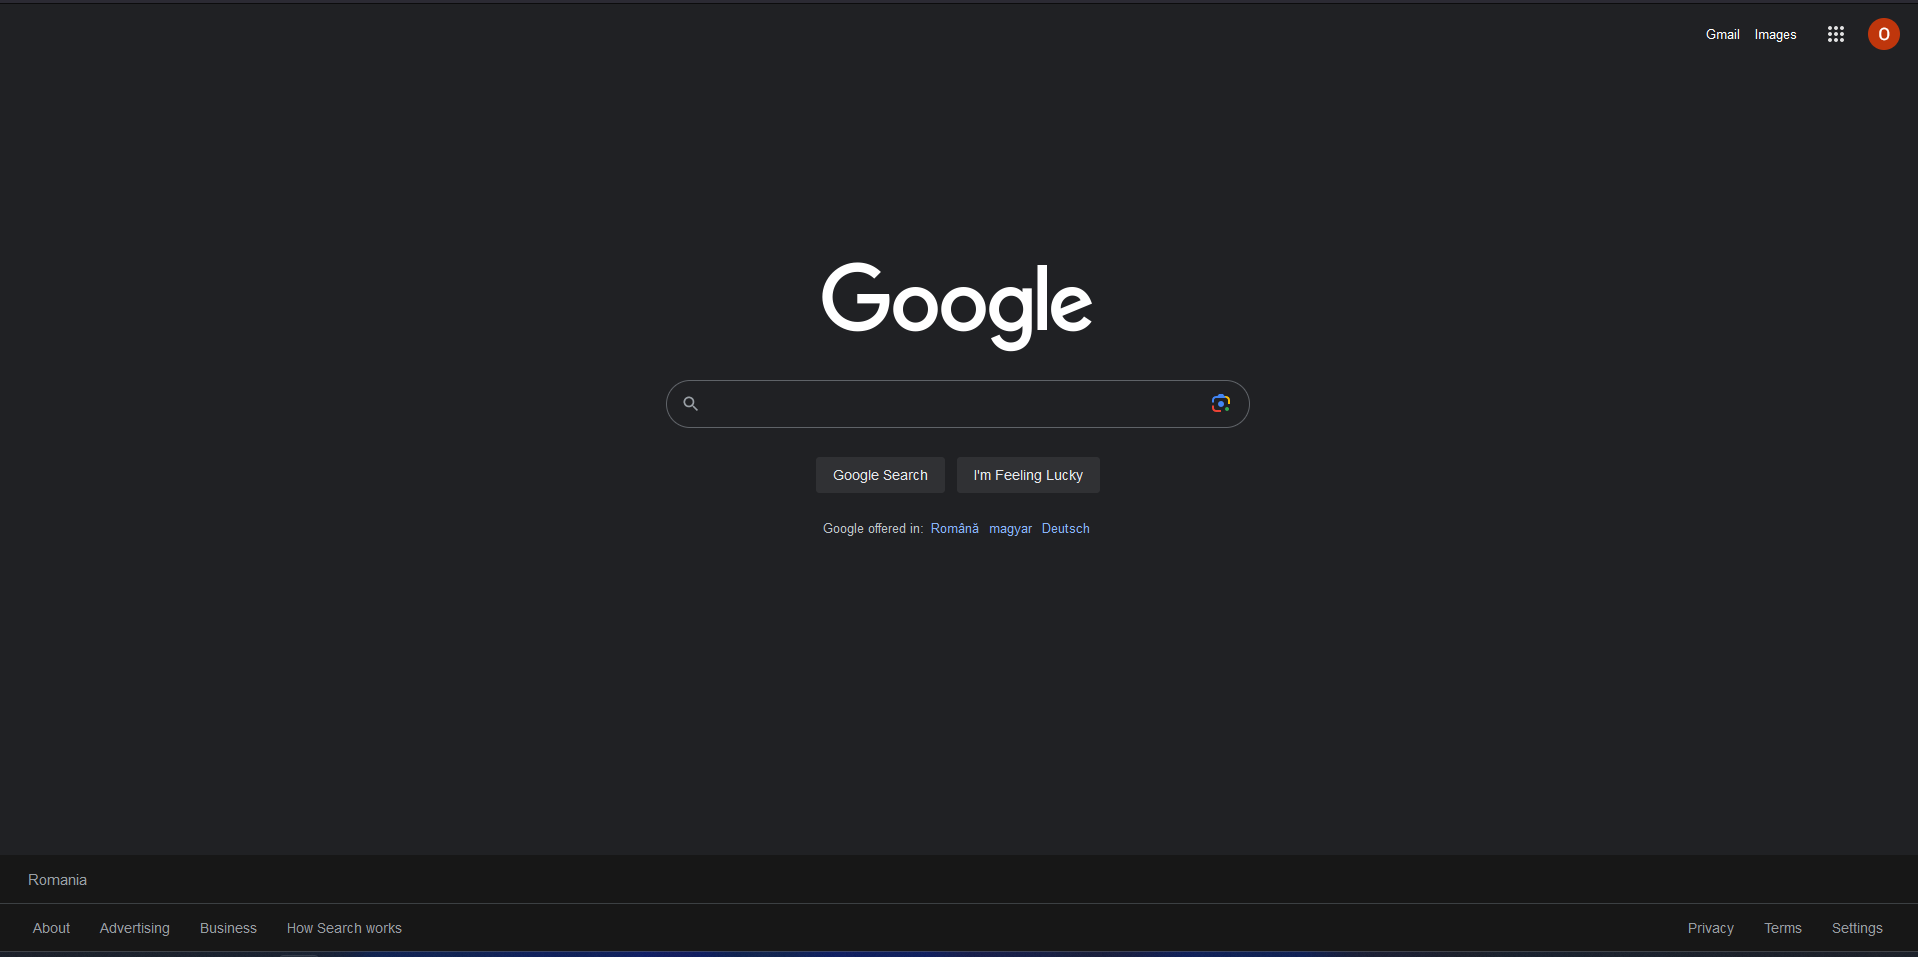 Gmail Images O
Google
Google Search I'm Feeling Lucky
Google offered in: Română magyar Deutsch
Romania
About Advertising Business How Search works Privacy Terms Settings